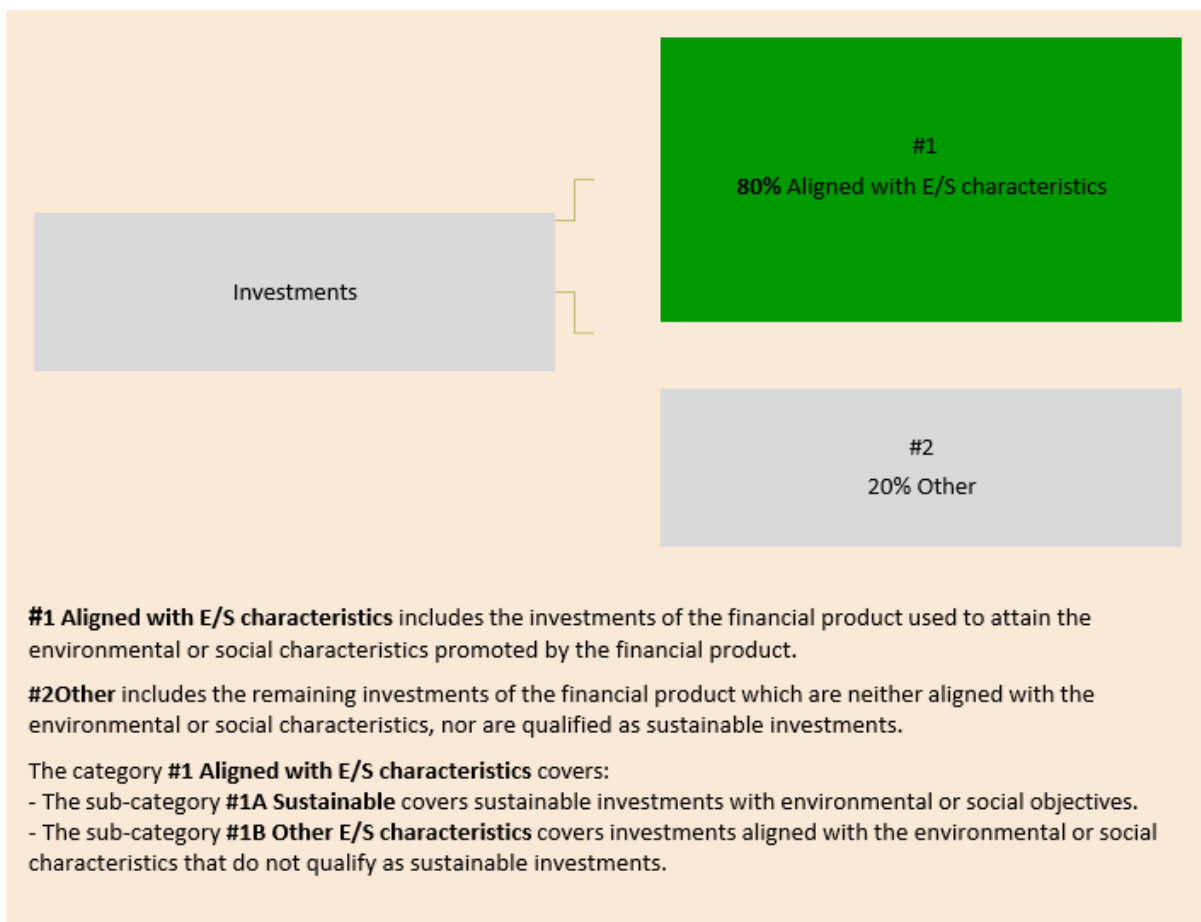 #1
80% Aligned with E/S characteristics
Investments
#2
20% Other
#1 Aligned with E/S characteristics includes the investments of the financial product used to attain the
environmental or social characteristics promoted by the financial product.
#2Other includes the remaining investments of the financial product which are neither aligned with the
environmental or social characteristics, nor are qualified as sustainable investments.
The category #1 Aligned with E/S characteristics covers:
- The sub-category #1A Sustainable covers sustainable investments with environmental or social objectives.
- The sub-category #1B Other E/S characteristics covers investments aligned with the environmental or social
characteristics that do not qualify as sustainable investments.